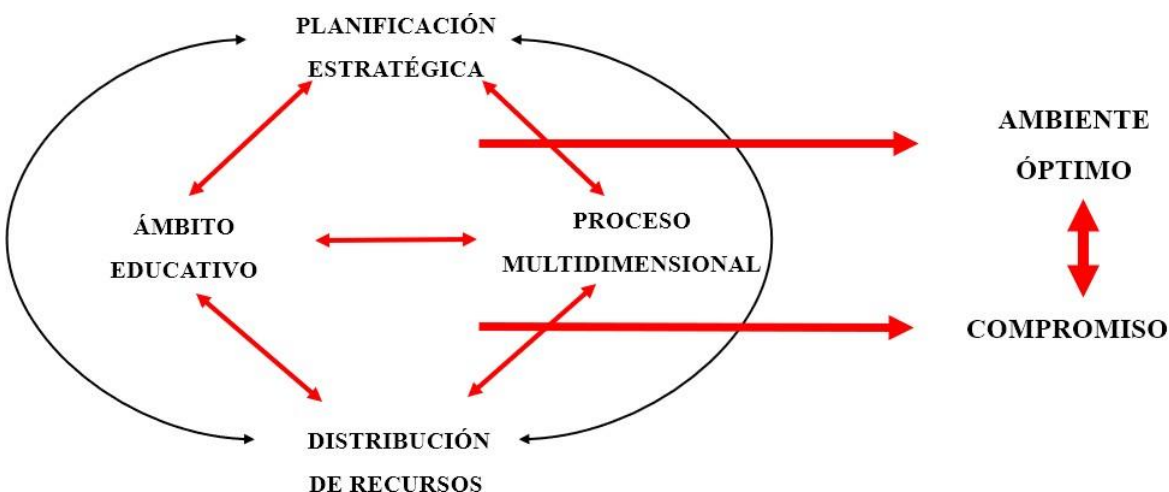 PLANIFICACIÓN
ESTRATÉGICA
AMBIENTE
ÓPTIMO
ÁMBITO
EDUCATIVO
PROCESO
MULTIDIMENSIONAL
COMPROMISO
DISTRIBUCIÓN
DE RECURSOS